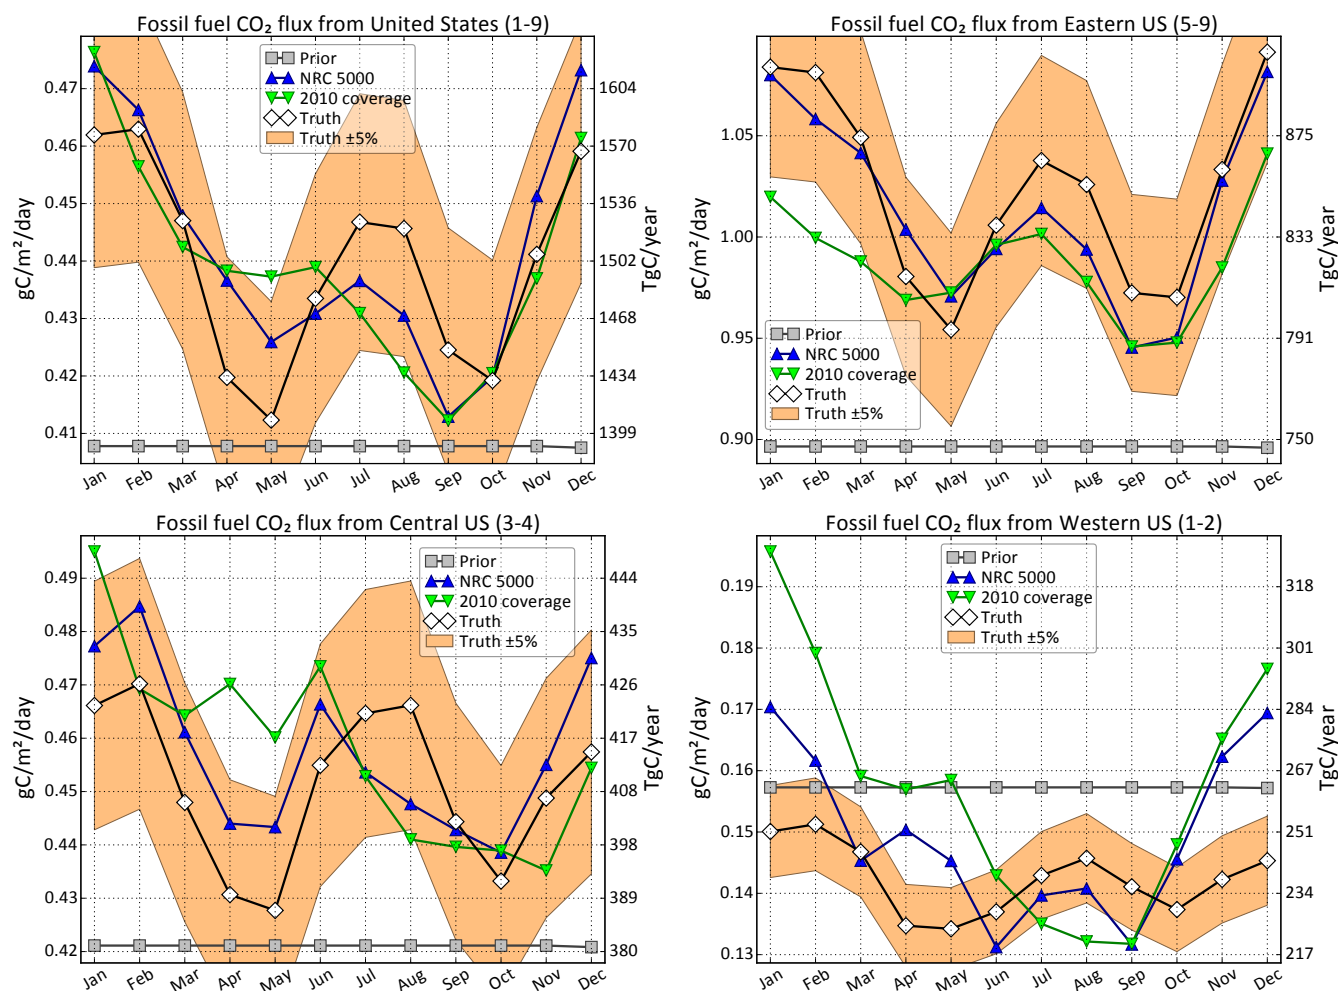 Fossil fuel CO₂ flux from United States (1-9)
gC/m²/day
0.47
0.46
0.45
0.44
0.43
0.42
0.41
Prior
NRC 5000
2010 coverage
Truth
Truth ±5%
1604
1570
1536
1502
1468
1434
1399
TgC/year
Jan Feb Mar Apr May Jun Jul Aug Sep Oct Nov Dec
Fossil fuel CO₂ flux from Eastern US (5-9)
gC/m²/day
1.05
1.00
0.95
0.90
Prior
NRC 5000
2010 coverage
Truth
Truth ±5%
875
833
791
750
TgC/year
Jan Feb Mar Apr May Jun Jul Aug Sep Oct Nov Dec
Fossil fuel CO₂ flux from Central US (3-4)
gC/m²/day
0.49
0.48
0.47
0.46
0.45
0.44
0.43
0.42
Prior
NRC 5000
2010 coverage
Truth
Truth ±5%
444
435
426
417
408
398
389
380
TgC/year
Jan Feb Mar Apr May Jun Jul Aug Sep Oct Nov Dec
Fossil fuel CO₂ flux from Western US (1-2)
gC/m²/day
0.19
0.18
0.17
0.16
0.15
0.14
0.13
Prior
NRC 5000
2010 coverage
Truth
Truth ±5%
318
301
284
267
251
234
217
TgC/year
Jan Feb Mar Apr May Jun Jul Aug Sep Oct Nov Dec